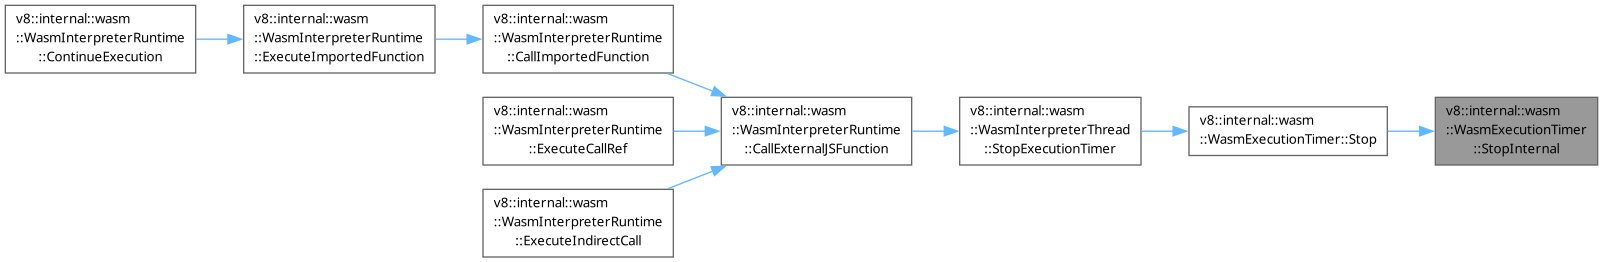 v8::internal::wasm
::WasmInterpreterRuntime
::ContinueExecution
v8::internal::wasm
::WasmInterpreterRuntime
::ExecuteImportedFunction
v8::internal::wasm
::WasmInterpreterRuntime
::CallImportedFunction
v8::internal::wasm
::WasmInterpreterRuntime
::ExecuteCallRef
v8::internal::wasm
::WasmInterpreterRuntime
::ExecuteIndirectCall
v8::internal::wasm
::WasmInterpreterRuntime
::CallExternalJSFunction
v8::internal::wasm
::WasmInterpreterThread
::StopExecutionTimer
v8::internal::wasm
::WasmExecutionTimer::Stop
v8::internal::wasm
::WasmExecutionTimer
::StopInternal